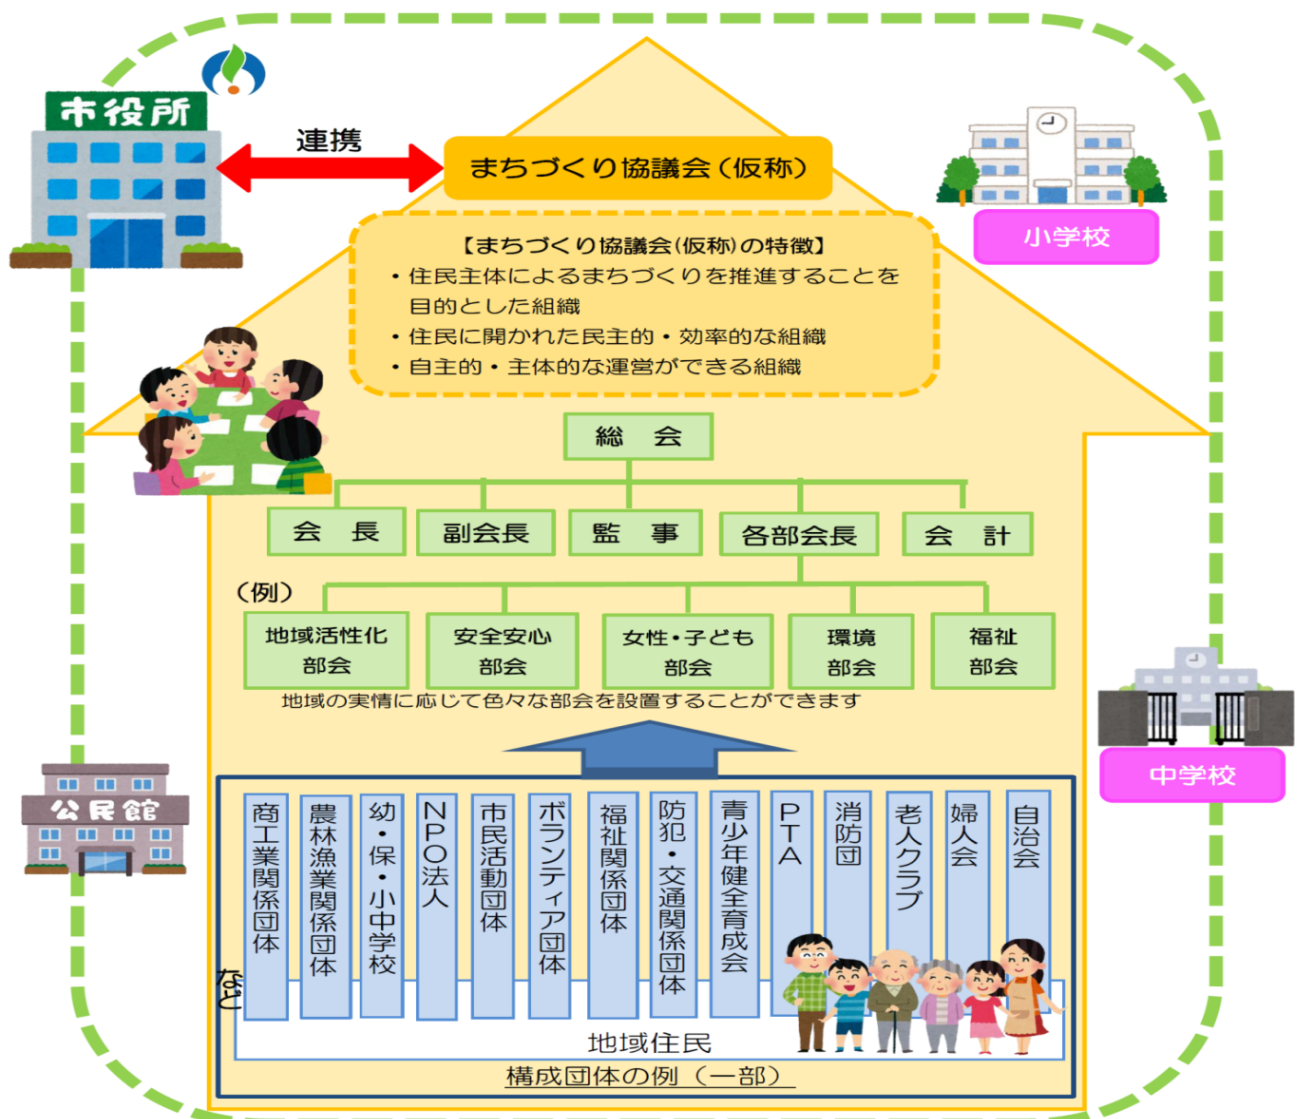 市役所
連携
まちづくり協議会(仮称)
小学校
【まちづくり協議会(仮称)の特徴】
・住民主体によるまちづくりを推進することを
目的とした組織
・住民に開かれた民主的・効率的な組織
・自主的・主体的な運営ができる組織
総　会
会　長
副会長
監　事
各部会長
会　計
(例)
地域活性化
部会
安全安心
部会
女性・子ども
部会
環境
部会
福祉
部会
地域の実情に応じて色々な部会を設置することができます
中学校
公民館
自治会
婦人会
老人クラブ
消防団
PTA
青少年健全育成会
防犯・交通関係団体
福祉関係団体
ボランティア団体
市民活動団体
NPO法人
幼・保・小中学校
農林漁業関係団体
商工業関係団体
など
地域住民
構成団体の例(一部)